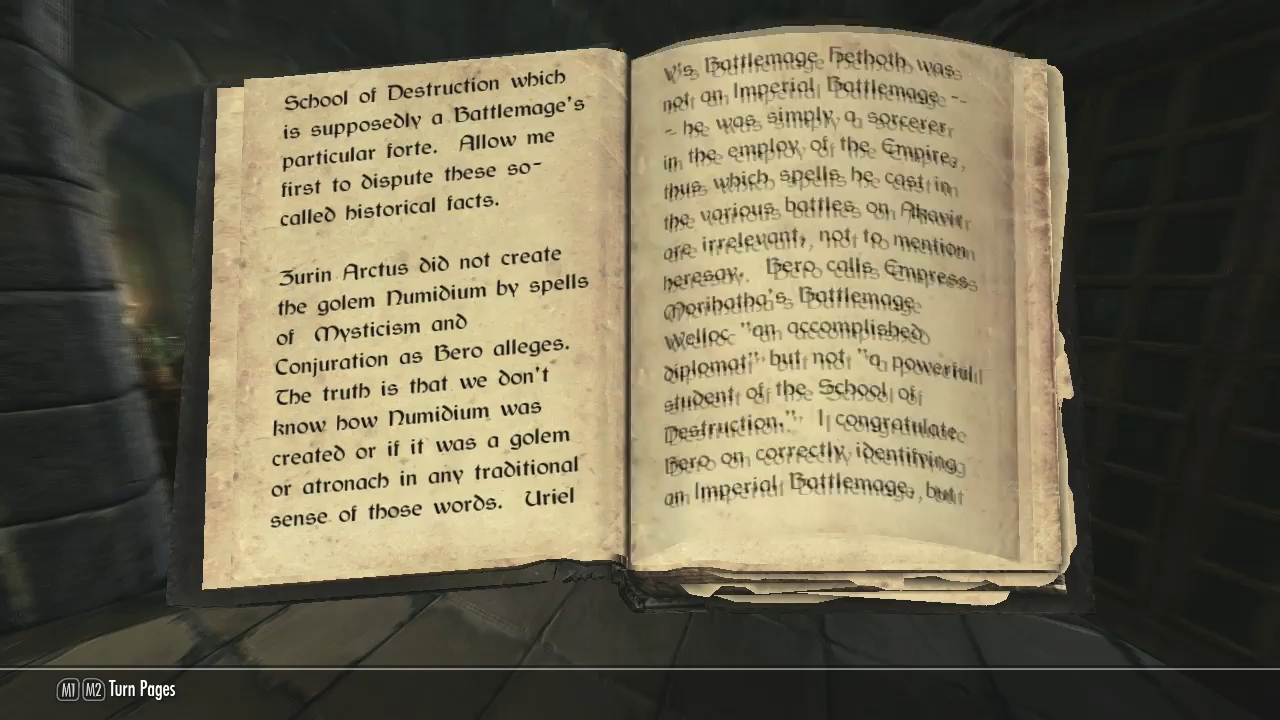 School of Destruction which
is supposedly a Battlemage's
particular forte.  Allow me
first to dispute these so-
called historical facts.
Zurin Arctus did not create
the golem Numidium by spells
of  Mysticism and
Conjuration as Bero alleges.
The truth is that we don't
know how Numidium was
created or if it was a golem
or atronach in any traditional
sense of those words.  Uriel
V's Battlemage Hethoth was
not an Imperial Battlemage --
- he was simply a sorcerer
in the employ of the Empire,
thus which spells he cast in
the various battles on Akavir
are irrelevant, not to mention
heresay.  Bero calls Empress
Morihatha's Battlemage
Welloc "an accomplished
diplomat" but not "a powerful
student of the School of
Destruction."  I congratulate
Bero on correctly identifying
an Imperial Battlemage, but
M1 M2 Turn Pages